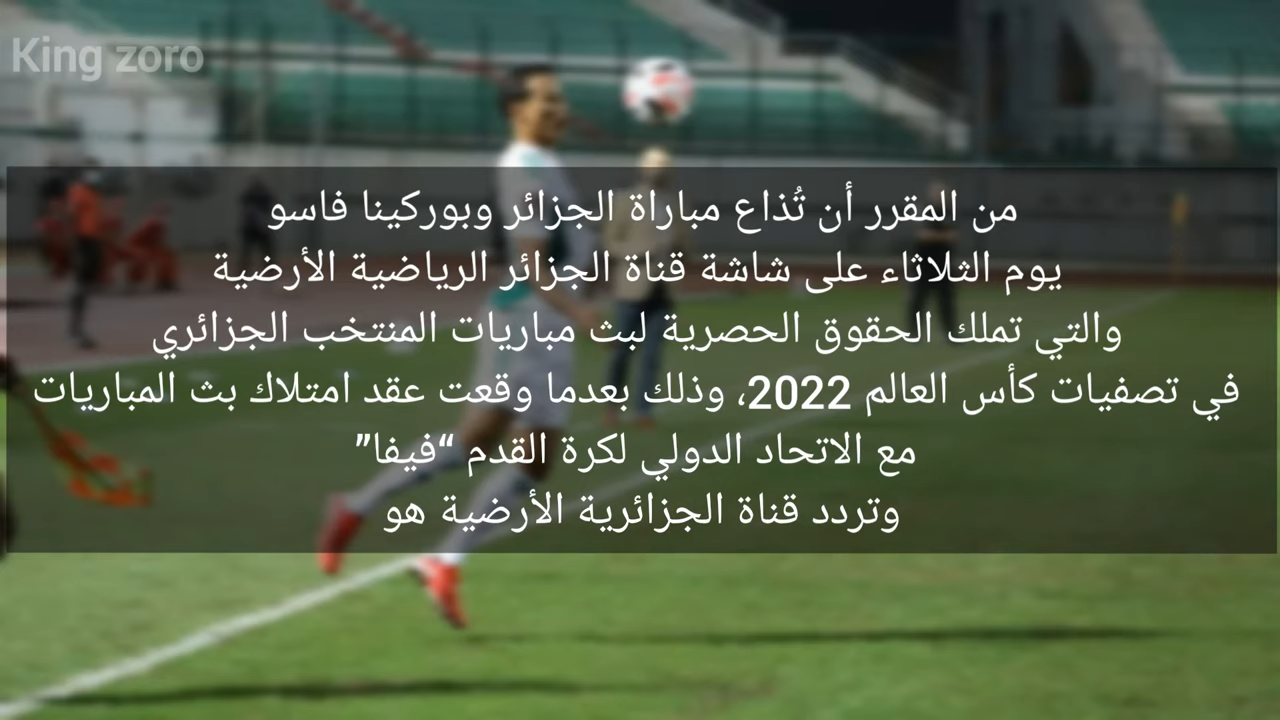 King zoro
من المقرر أن تُذاع مباراة الجزائر وبوركينا فاسو
يوم الثلاثاء على شاشة قناة الجزائر الرياضية الأرضية
والتي تملك الحقوق الحصرية لبث مباريات المنتخب الجزائري
في تصفيات كأس العالم 2022، وذلك بعدما وقعت عقد امتلاك بث المباريات
مع الاتحاد الدولي لكرة القدم “فيفا”
وتردد قناة الجزائرية الأرضية هو